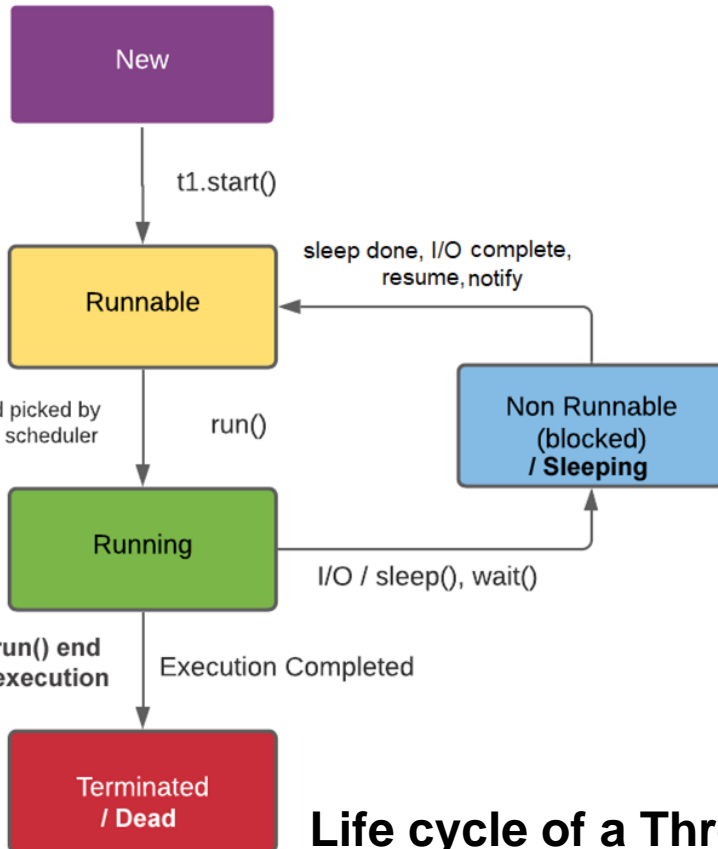 New
t1.start()
sleep done, I/O complete,
resume, notify
Runnable
picked by
scheduler
run()
Non Runnable
(blocked)
/ Sleeping
Running
I/O / sleep(), wait()
run() end
execution
Execution Completed
Terminated
/ Dead
Life cycle of a